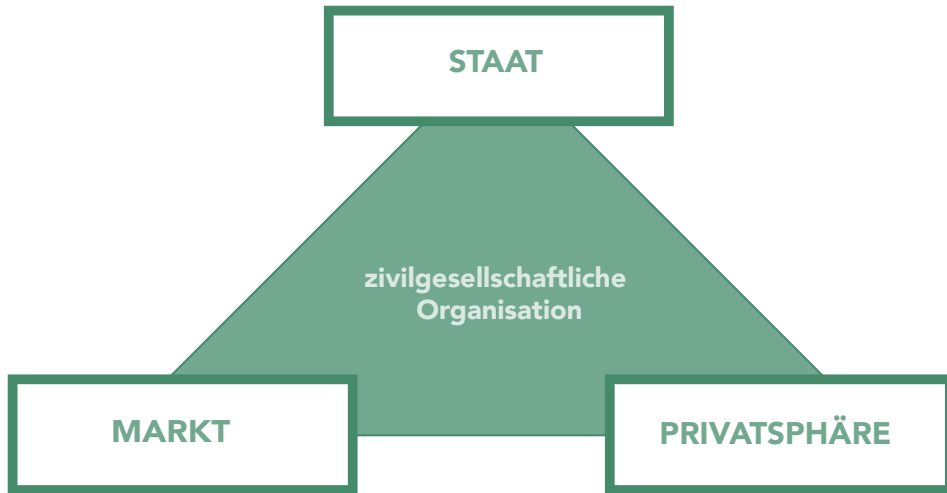 STAAT
zivilgesellschaftliche
Organisation
MARKT
PRIVATSPHÄRE